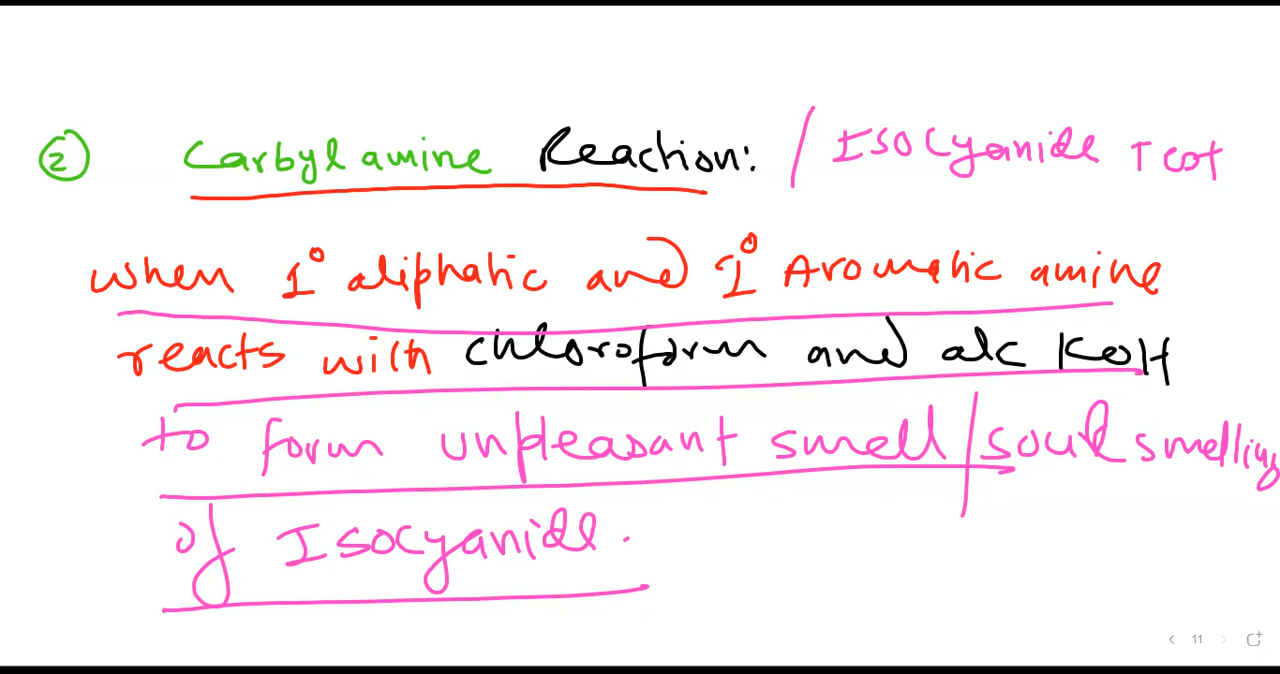 ② Carbylamine Reaction: / Isocyanide Test
when 1° aliphatic and 1° Aromatic amine
reacts with chloroform and alc KOH
to form unpleasant smell/soul smelling
of Isocyanide.
11